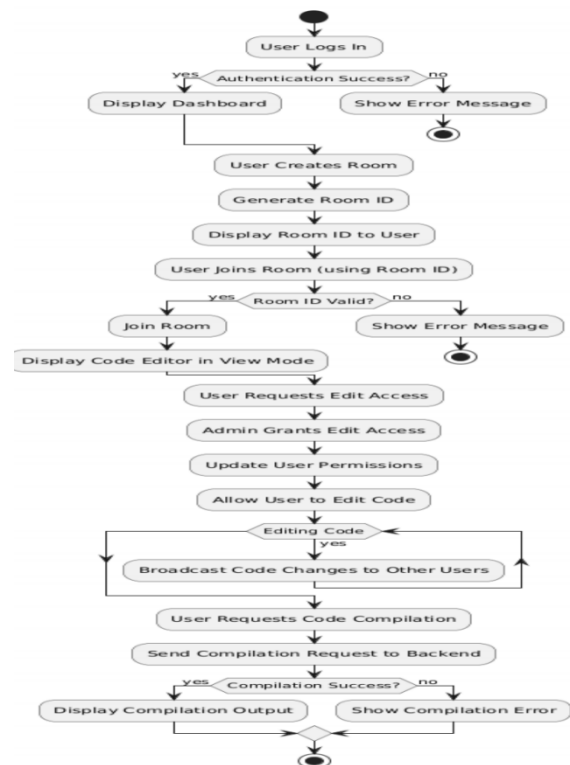 User Logs In
yes
Authentication Success?
no
Display Dashboard
Show Error Message
User Creates Room
Generate Room ID
Display Room ID to User
User Joins Room (using Room ID)
yes
Room ID Valid?
no
Join Room
Show Error Message
Display Code Editor in View Mode
User Requests Edit Access
Admin Grants Edit Access
Update User Permissions
Allow User to Edit Code
Editing Code
yes
Broadcast Code Changes to Other Users
User Requests Code Compilation
Send Compilation Request to Backend
yes
Compilation Success?
no
Display Compilation Output
Show Compilation Error